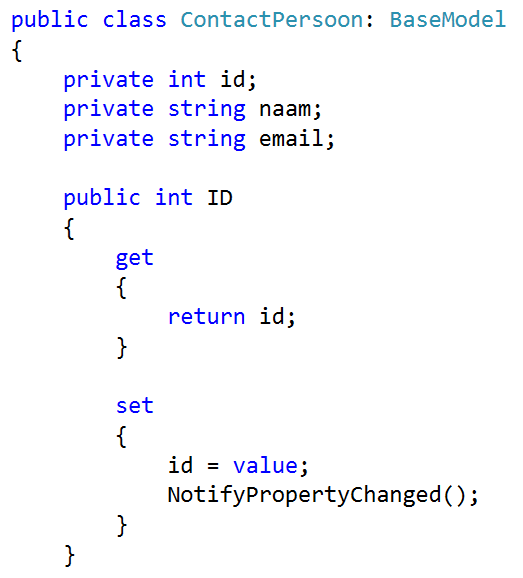 public class ContactPersoon: BaseModel
{
    private int id;
    private string naam;
    private string email;

    public int ID
    {
        get
        {
            return id;
        }

        set
        {
            id = value;
            NotifyPropertyChanged();
        }
    }